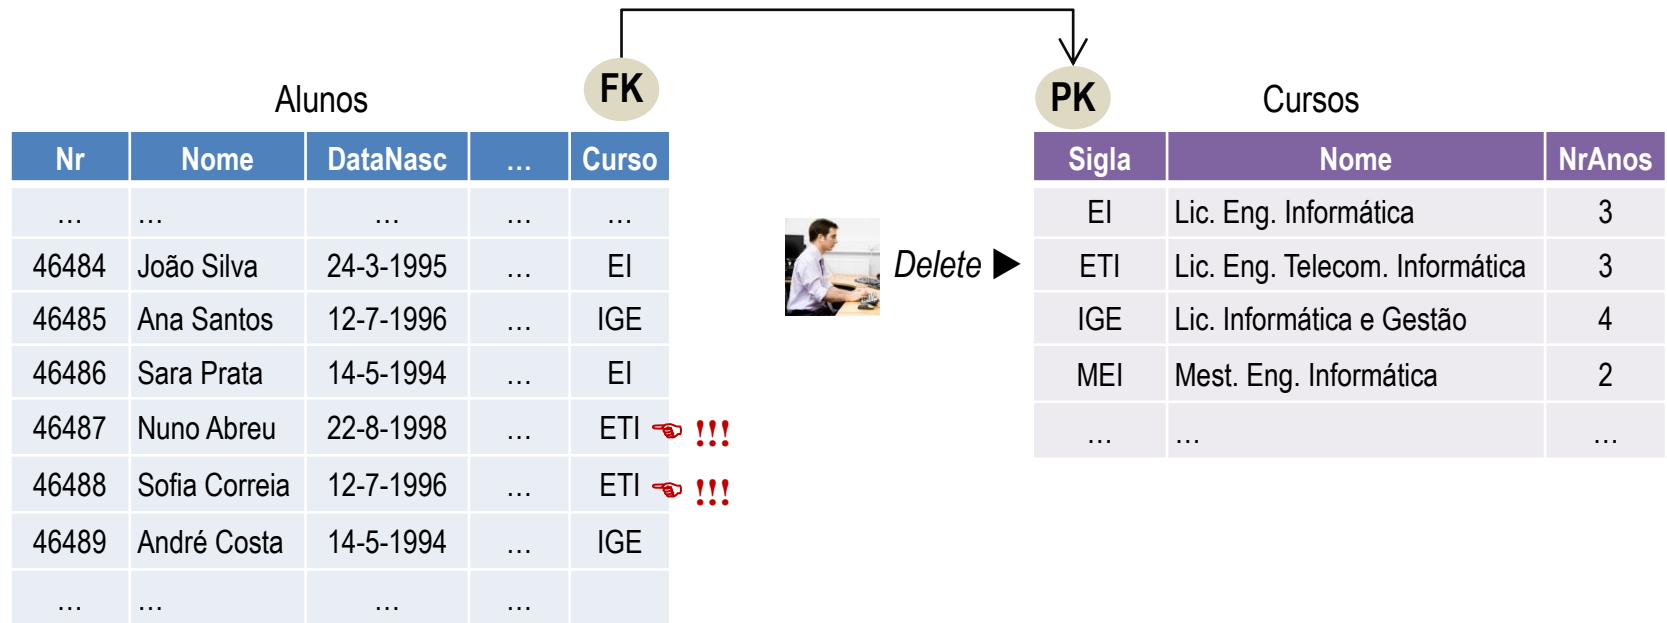 FK
PK
Alunos
Cursos
Nr Nome DataNasc … Curso
… … … … …
46484 João Silva 24-3-1995 … EI
46485 Ana Santos 12-7-1996 … IGE
46486 Sara Prata 14-5-1994 … EI
46487 Nuno Abreu 22-8-1998 … ETI !!!
46488 Sofia Correia 12-7-1996 … ETI !!!
46489 André Costa 14-5-1994 … IGE
… … … …
Delete
Sigla Nome NrAnos
EI Lic. Eng. Informática 3
ETI Lic. Eng. Telecom. Informática 3
IGE Lic. Informática e Gestão 4
MEI Mest. Eng. Informática 2
… … …